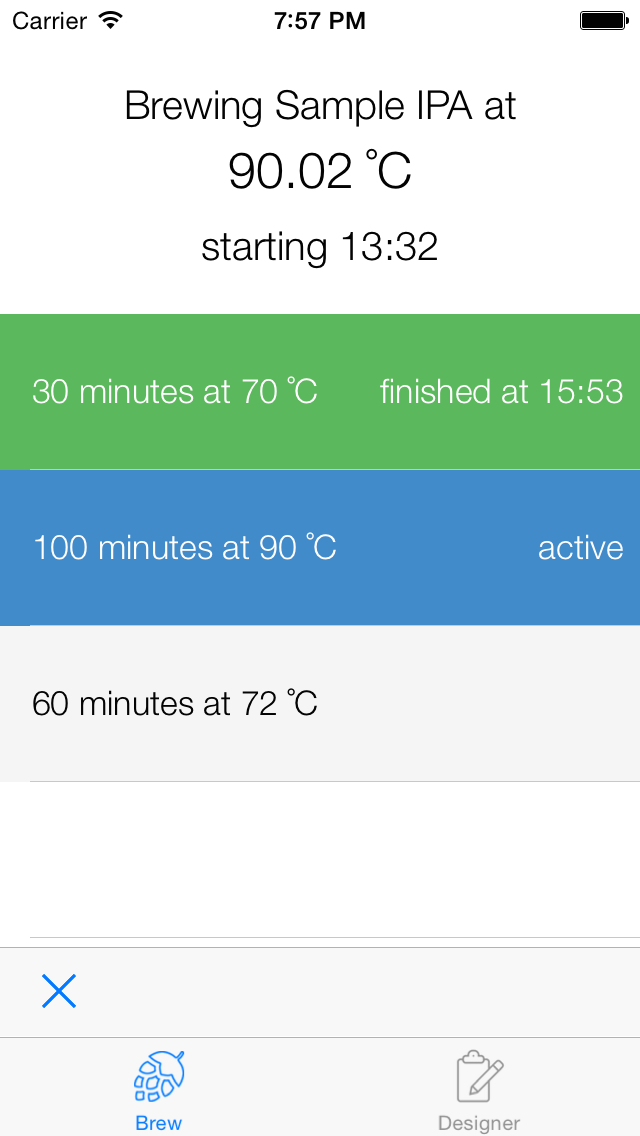 Carrier 7:57 PM
Brewing Sample IPA at
90.02 °C
starting 13:32
30 minutes at 70 °C finished at 15:53
100 minutes at 90 °C active
60 minutes at 72 °C
Brew Designer